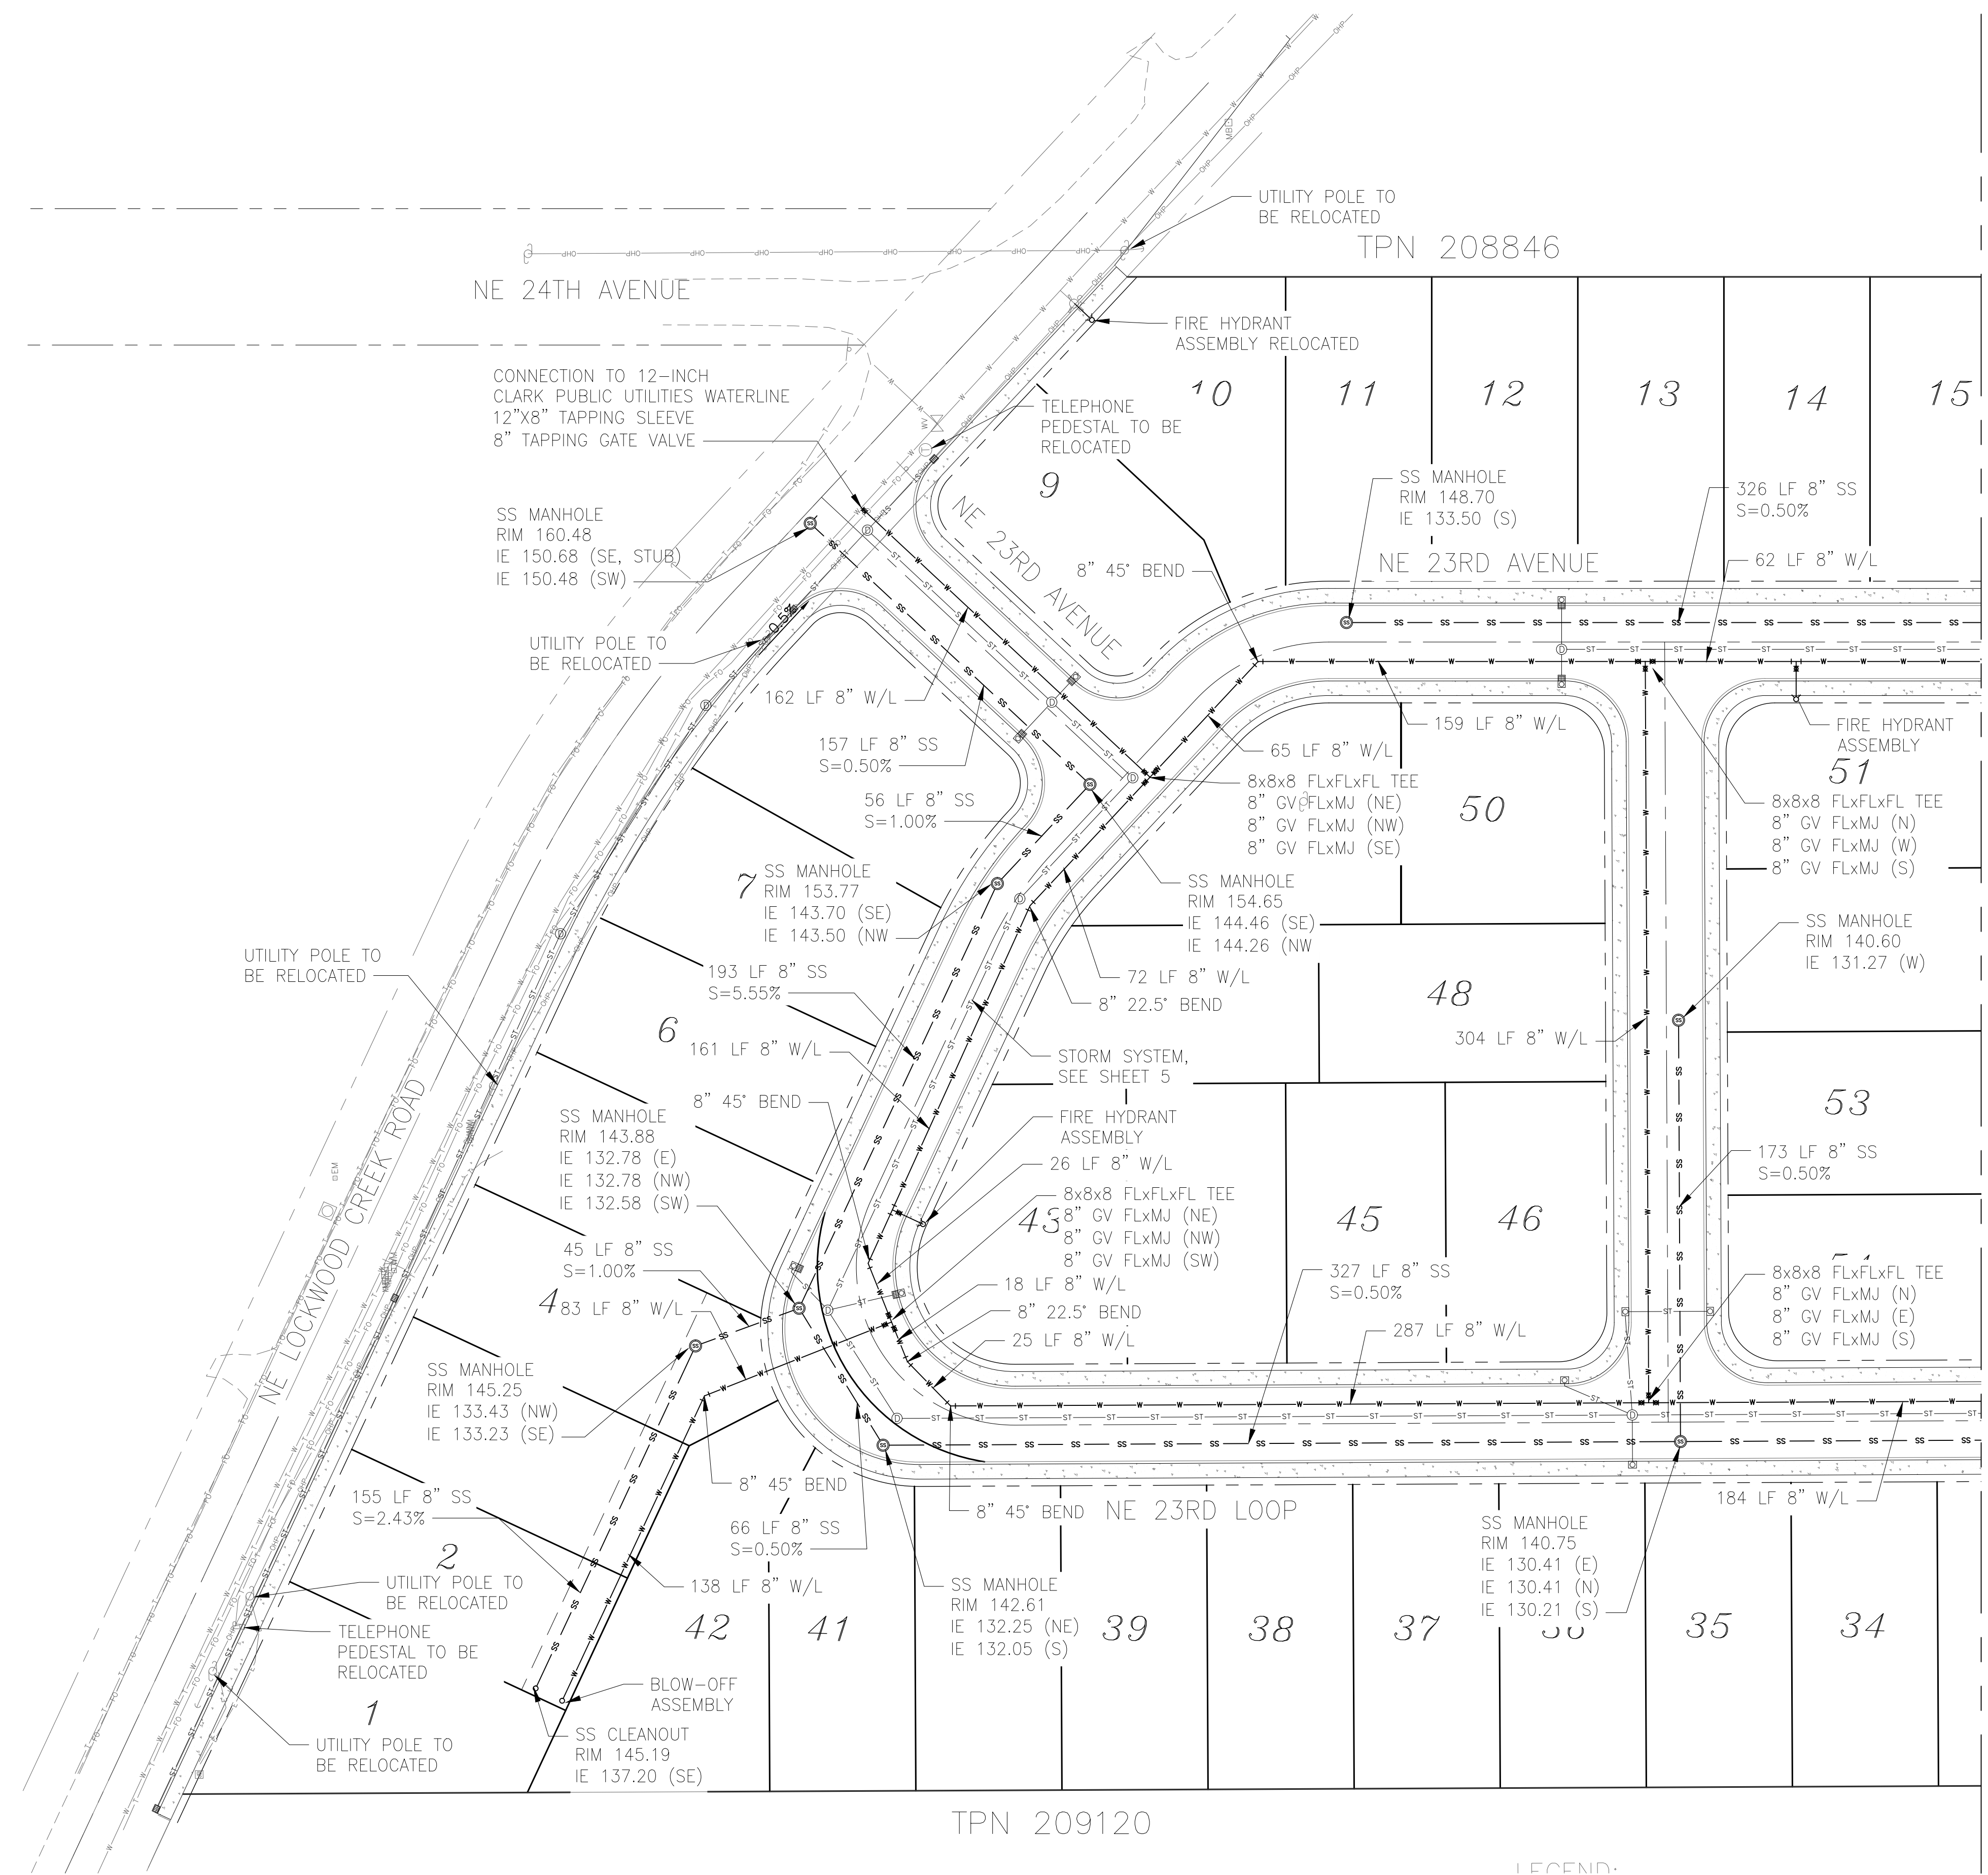 UTILITY POLE TO
BE RELOCATED
TPN 208846
NE 24TH AVENUE
FIRE HYDRANT
ASSEMBLY RELOCATED
CONNECTION TO 12-INCH
CLARK PUBLIC UTILITIES WATERLINE
12"X8" TAPPING SLEEVE
8" TAPPING GATE VALVE
TELEPHONE
PEDESTAL TO BE
RELOCATED
10
11
12
13
14
15
9
SS MANHOLE
RIM 148.70
IE 133.50 (S)
326 LF 8" SS
S=0.50%
SS MANHOLE
RIM 160.48
IE 150.68 (SE, STUB)
IE 150.48 (SW)
NE 23RD AVENUE
NE 23RD AVENUE
8" 45° BEND
62 LF 8" W/L
UTILITY POLE TO
BE RELOCATED
0.5%
162 LF 8" W/L
157 LF 8" SS
S=0.50%
56 LF 8" SS
S=1.00%
159 LF 8" W/L
65 LF 8" W/L
8x8x8 FLxFLxFL TEE
8" GV FLxMJ (NE)
8" GV FLxMJ (NW)
8" GV FLxMJ (SE)
50
FIRE HYDRANT
ASSEMBLY
51
8x8x8 FLxFLxFL TEE
8" GV FLxMJ (N)
8" GV FLxMJ (W)
8" GV FLxMJ (S)
7
SS MANHOLE
RIM 153.77
IE 143.70 (SE)
IE 143.50 (NW
SS MANHOLE
RIM 154.65
IE 144.46 (SE)
IE 144.26 (NW
SS MANHOLE
RIM 140.60
IE 131.27 (W)
UTILITY POLE TO
BE RELOCATED
193 LF 8" SS
S=5.55%
72 LF 8" W/L
8" 22.5° BEND
48
304 LF 8" W/L
6
161 LF 8" W/L
STORM SYSTEM,
SEE SHEET 5
8" 45° BEND
53
NE LOCKWOOD CREEK ROAD
SS MANHOLE
RIM 143.88
IE 132.78 (E)
IE 132.78 (NW)
IE 132.58 (SW)
FIRE HYDRANT
ASSEMBLY
26 LF 8" W/L
173 LF 8" SS
S=0.50%
43
8x8x8 FLxFLxFL TEE
8" GV FLxMJ (NE)
8" GV FLxMJ (NW)
8" GV FLxMJ (SW)
45
46
45 LF 8" SS
S=1.00%
4
83 LF 8" W/L
18 LF 8" W/L
8" 22.5° BEND
25 LF 8" W/L
327 LF 8" SS
S=0.50%
287 LF 8" W/L
8x8x8 FLxFLxFL TEE
8" GV FLxMJ (N)
8" GV FLxMJ (E)
8" GV FLxMJ (S)
SS MANHOLE
RIM 145.25
IE 133.43 (NW)
IE 133.23 (SE)
8" 45° BEND
155 LF 8" SS
S=2.43%
66 LF 8" SS
S=0.50%
8" 45° BEND
NE 23RD LOOP
184 LF 8" W/L
SS MANHOLE
RIM 140.75
IE 130.41 (E)
IE 130.41 (N)
IE 130.21 (S)
2
UTILITY POLE TO
BE RELOCATED
138 LF 8" W/L
SS MANHOLE
RIM 142.61
IE 132.25 (NE)
IE 132.05 (S)
TELEPHONE
PEDESTAL TO BE
RELOCATED
42
41
39
38
37
35
34
1
BLOW-OFF
ASSEMBLY
UTILITY POLE TO
BE RELOCATED
SS CLEANOUT
RIM 145.19
IE 137.20 (SE)
TPN 209120
LEGEND: